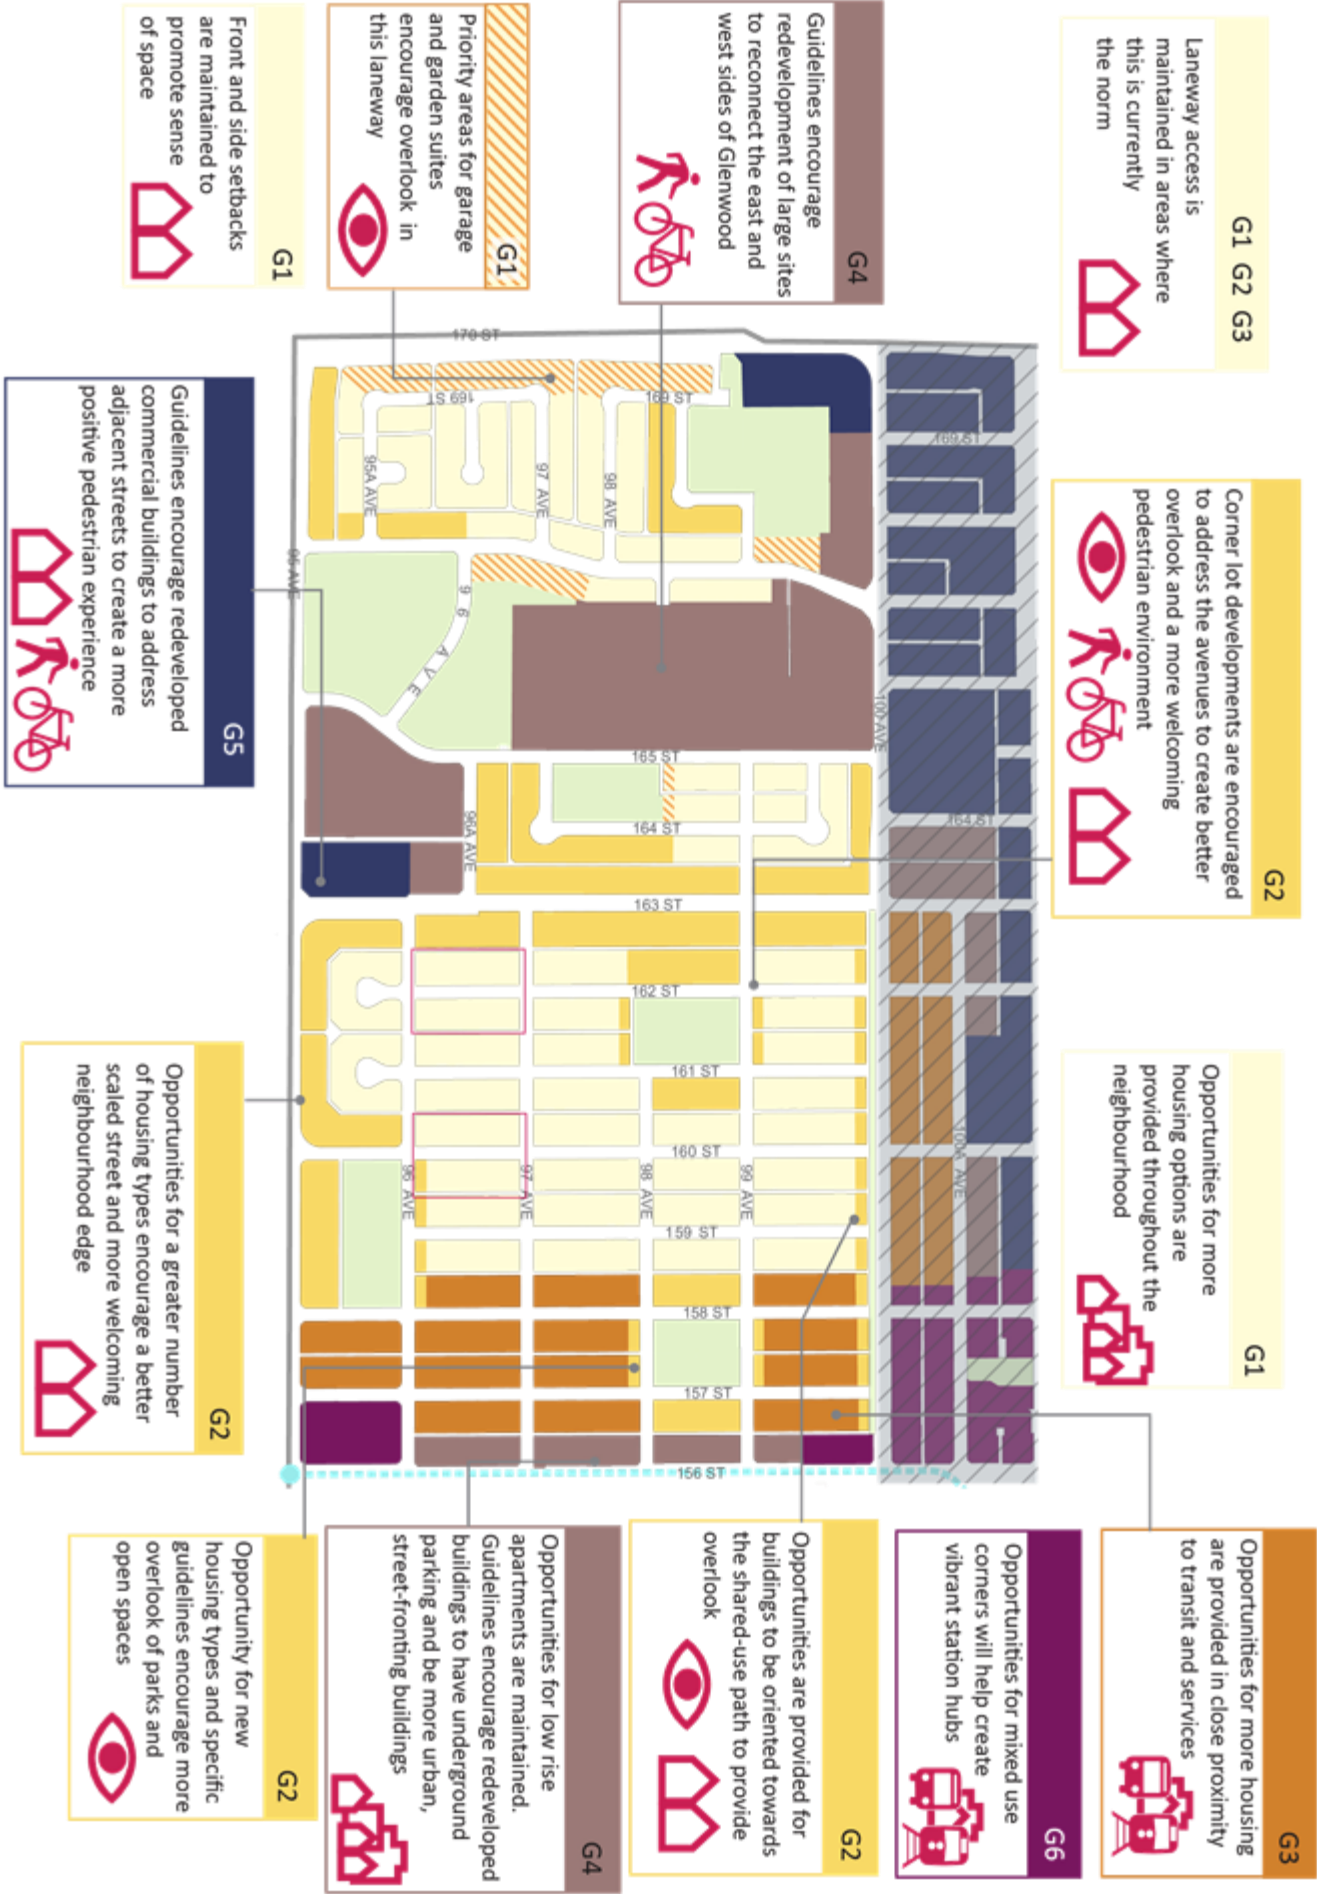 G1 G2 G3
Laneway access is
maintained in areas where
this is currently
the norm
G2
Corner lot developments are encouraged
to address the avenues to create better
overlook and a more welcoming
pedestrian environment
G1
Opportunities for more
housing options are
provided throughout the
neighbourhood
G3
Opportunities for more housing
are provided in close proximity
to transit and services
G6
Opportunities for mixed use
corners will help create
vibrant station hubs
G4
Guidelines encourage
redevelopment of large sites
to reconnect the east and
west sides of Glenwood
G1
Priority areas for garage
and garden suites
encourage overlook in
this laneway
G1
Front and side setbacks
are maintained to
promote sense
of space
169 ST
164 ST
100A AVE
100 AVE
170 ST
169 ST
169 ST
98 AVE
97 AVE
95A AVE
96 AVE
95 AVE
165 ST
164 ST
96A AVE
163 ST
162 ST
161 ST
160 ST
159 ST
158 ST
157 ST
156 ST
99 AVE
98 AVE
97 AVE
96 AVE
G2
Opportunities are provided for
buildings to be oriented towards
the shared-use path to provide
overlook
G4
Opportunities for low rise
apartments are maintained.
Guidelines encourage redeveloped
buildings to have underground
parking and be more urban,
street-fronting buildings
G5
Guidelines encourage redeveloped
commercial buildings to address
adjacent streets to create a more
positive pedestrian experience
G2
Opportunities for a greater number
of housing types encourage a better
scaled street and more welcoming
neighbourhood edge
G2
Opportunity for new
housing types and specific
guidelines encourage more
overlook of parks and
open spaces